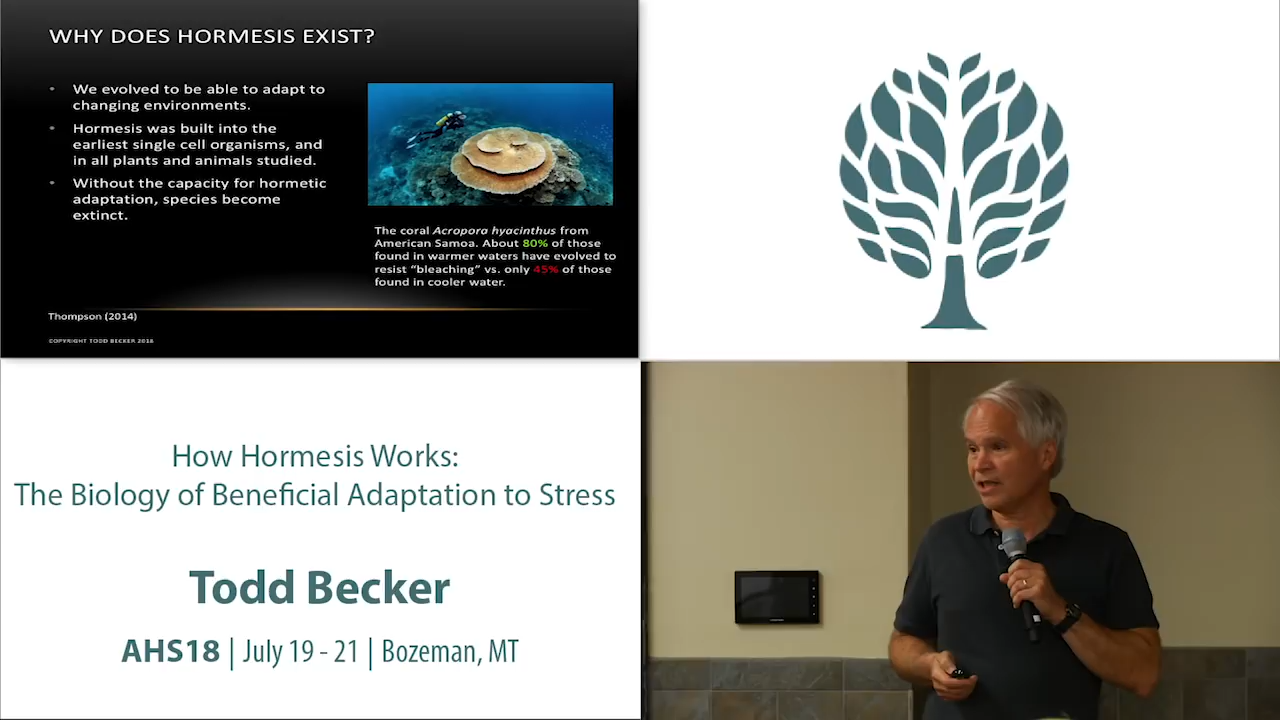 WHY DOES HORMESIS EXIST?
• We evolved to be able to adapt to
changing environments.
• Hormesis was built into the
earliest single cell organisms, and
in all plants and animals studied.
• Without the capacity for hormetic
adaptation, species become
extinct.
The coral Acropora hyacinthus from
American Samoa. About 80% of those
found in warmer waters have evolved to
resist “bleaching” vs. only 45% of those
found in cooler water.
Thompson (2014)
COPYRIGHT TODD BECKER 2018
How Hormesis Works:
The Biology of Beneficial Adaptation to Stress
Todd Becker
AHS18 | July 19 - 21 | Bozeman, MT